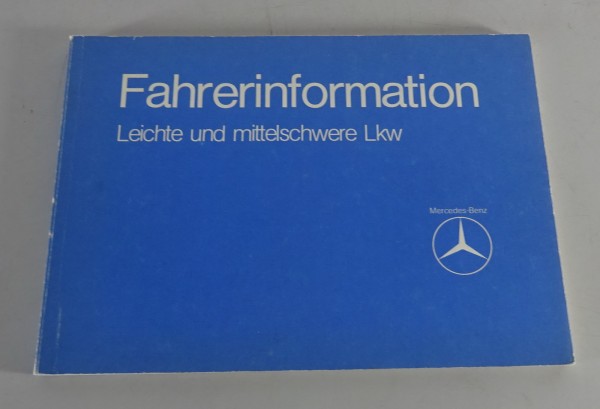 Fahrerinformation
Leichte und mittelschwere Lkw
Mercedes-Benz